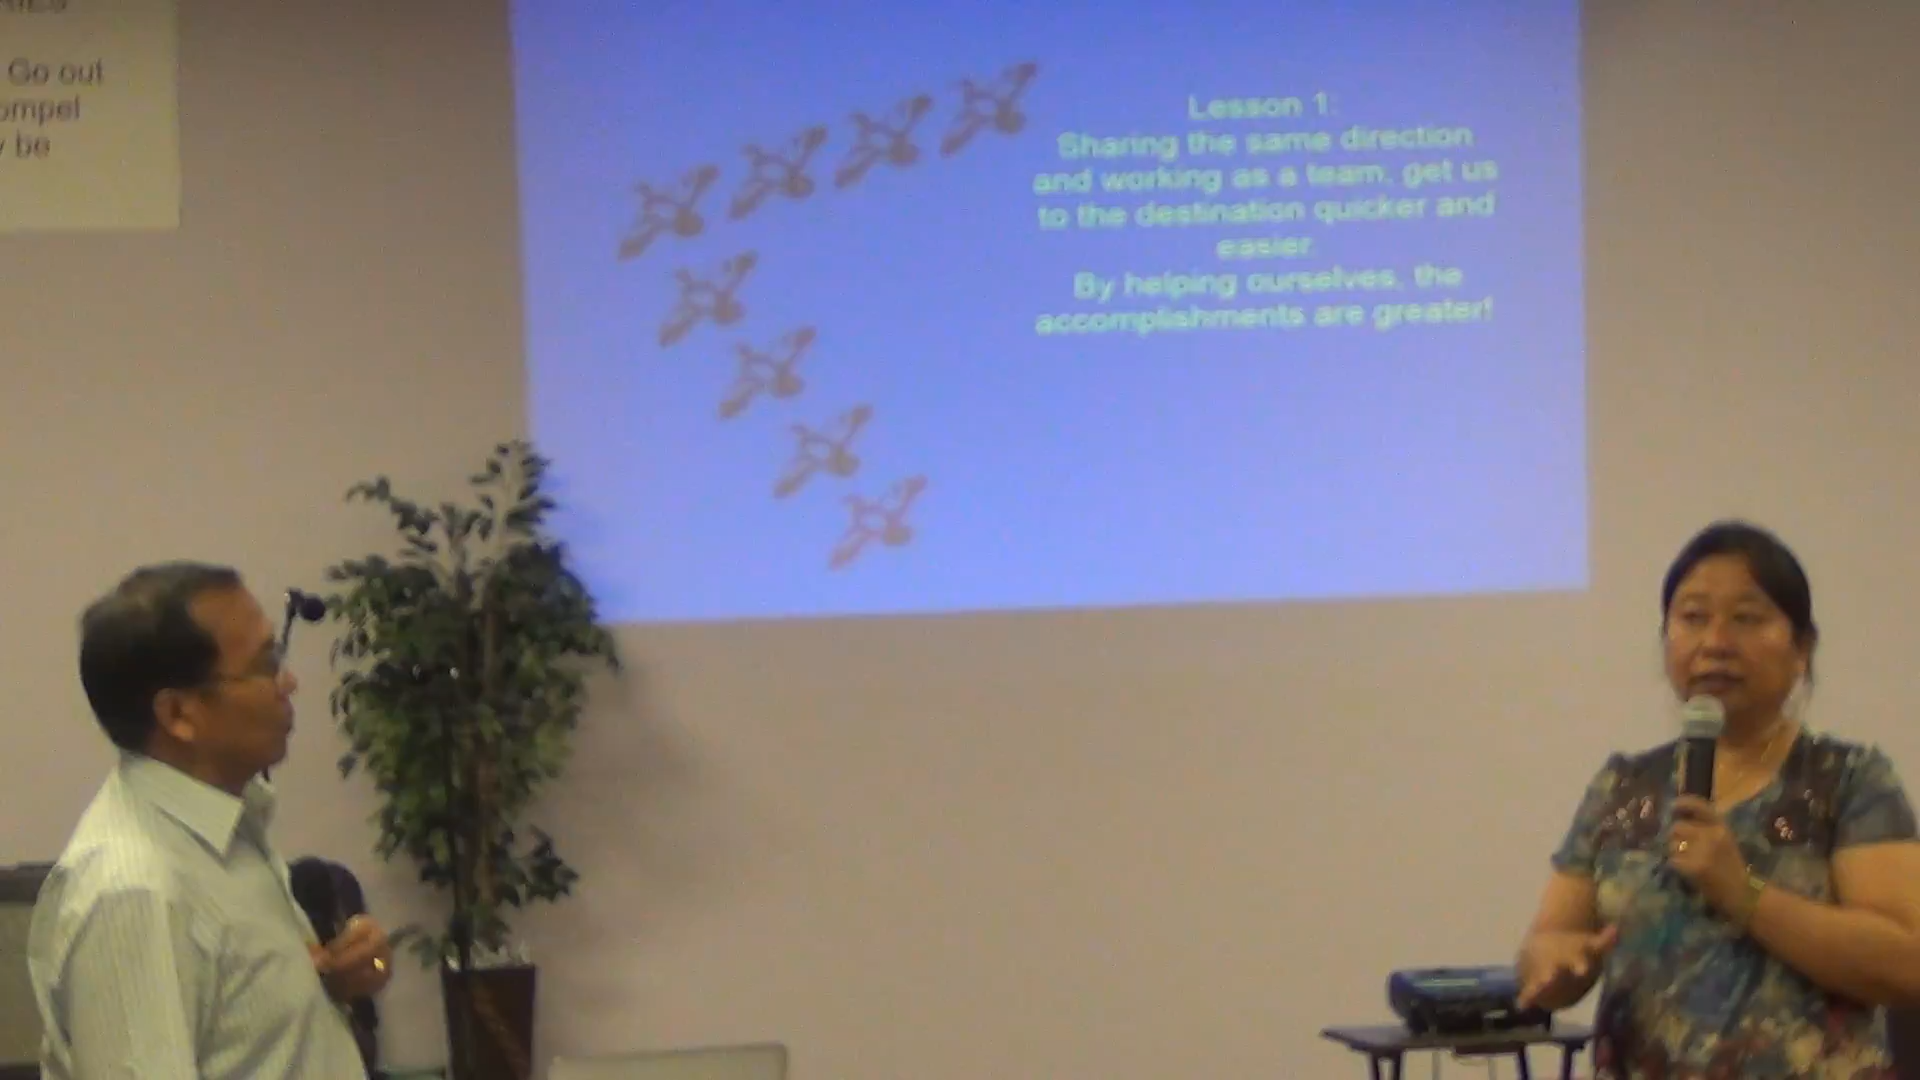 Go out
ompel
y be
Lesson 1:
Sharing the same direction
and working as a team, get us
to the destination quicker and
easier.
By helping ourselves, the
accomplishments are greater!